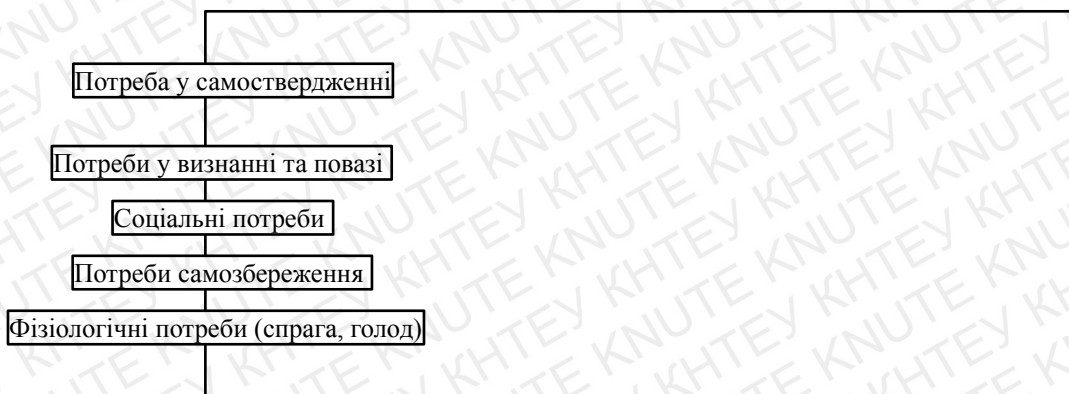 Потреба у самоствердженні
Потреби у визнанні та повазі
Соціальні потреби
Потреби самозбереження
Фізіологічні потреби (спрага, голод)